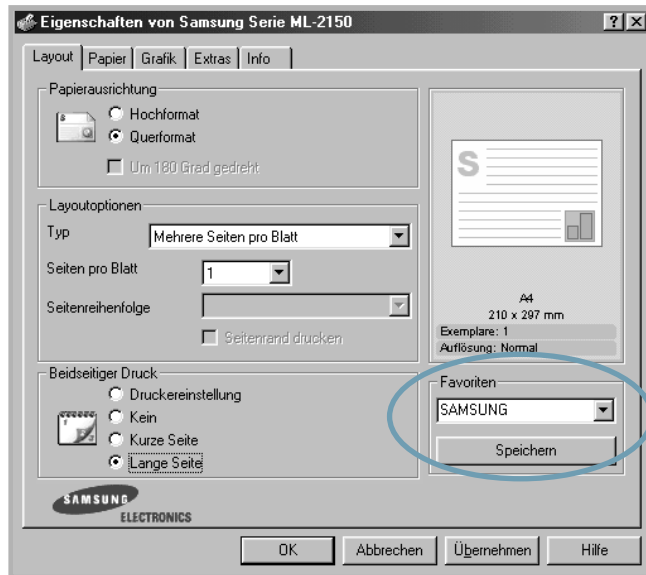 Eigenschaften von Samsung Serie ML-2150
Layout Papier Grafik Extras Info
Papierausrichtung
Hochformat
Querformat
Um 180 Grad gedreht
Layoutoptionen
Typ Mehrere Seiten pro Blatt
Seiten pro Blatt 1
Seitenreihenfolge
Seitenrand drucken
Beidseitiger Druck
Druckereinstellung
Kein
Kurze Seite
Lange Seite
S
A4
210 x 297 mm
Exemplare: 1
Auflösung: Normal
Favoriten
SAMSUNG
Speichern
SAMSUNG
ELECTRONICS
OK Abbrechen Übernehmen Hilfe